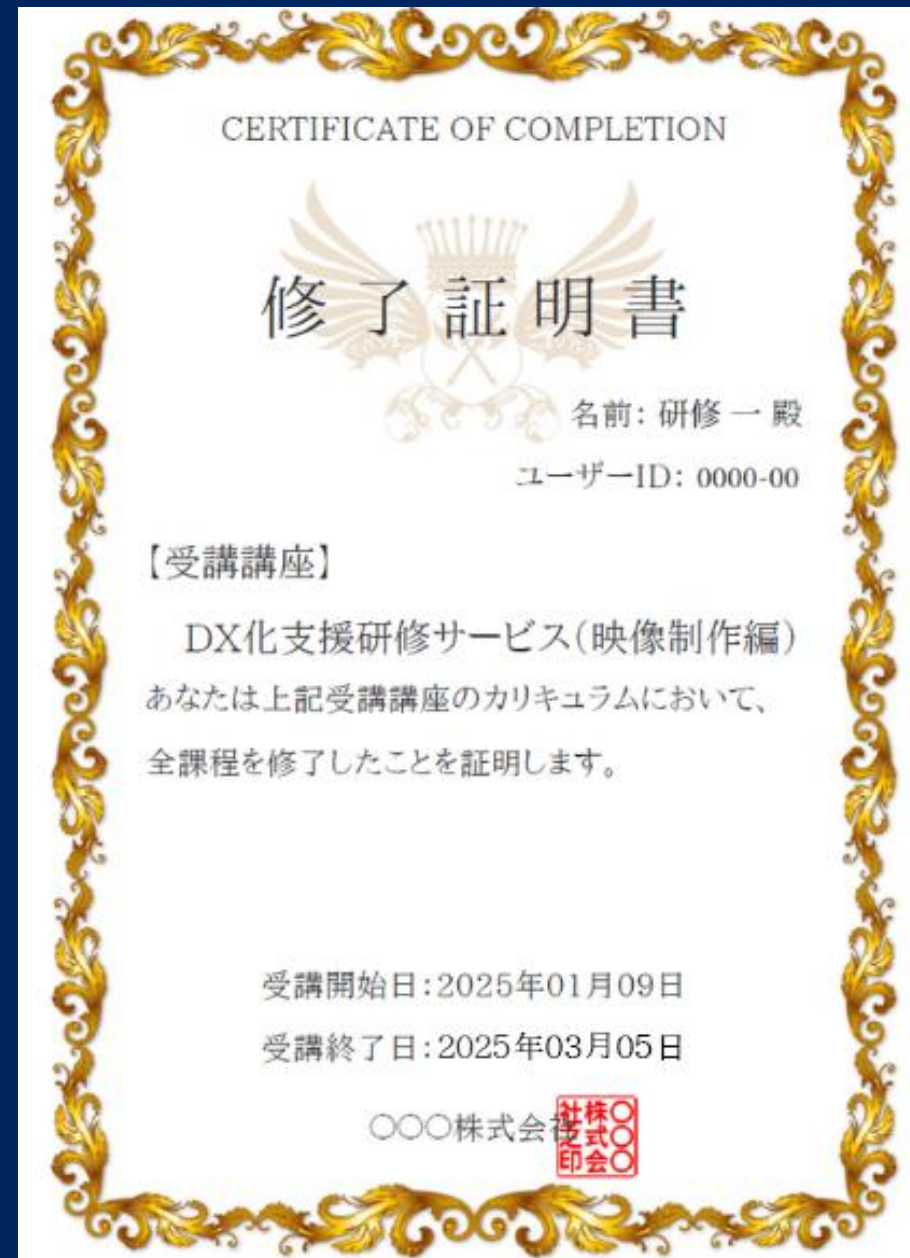 CERTIFICATE OF COMPLETION
修了証明書
名前: 研修 一 殿
ユーザーID: 0000-00
【受講講座】
DX化支援研修サービス(映像制作編)
あなたは上記受講講座のカリキュラムにおいて、
全課程を修了したことを証明します。
受講開始日:2025年01月09日
受講終了日:2025年03月05日
○○○株式会社
○○○株式会社之印